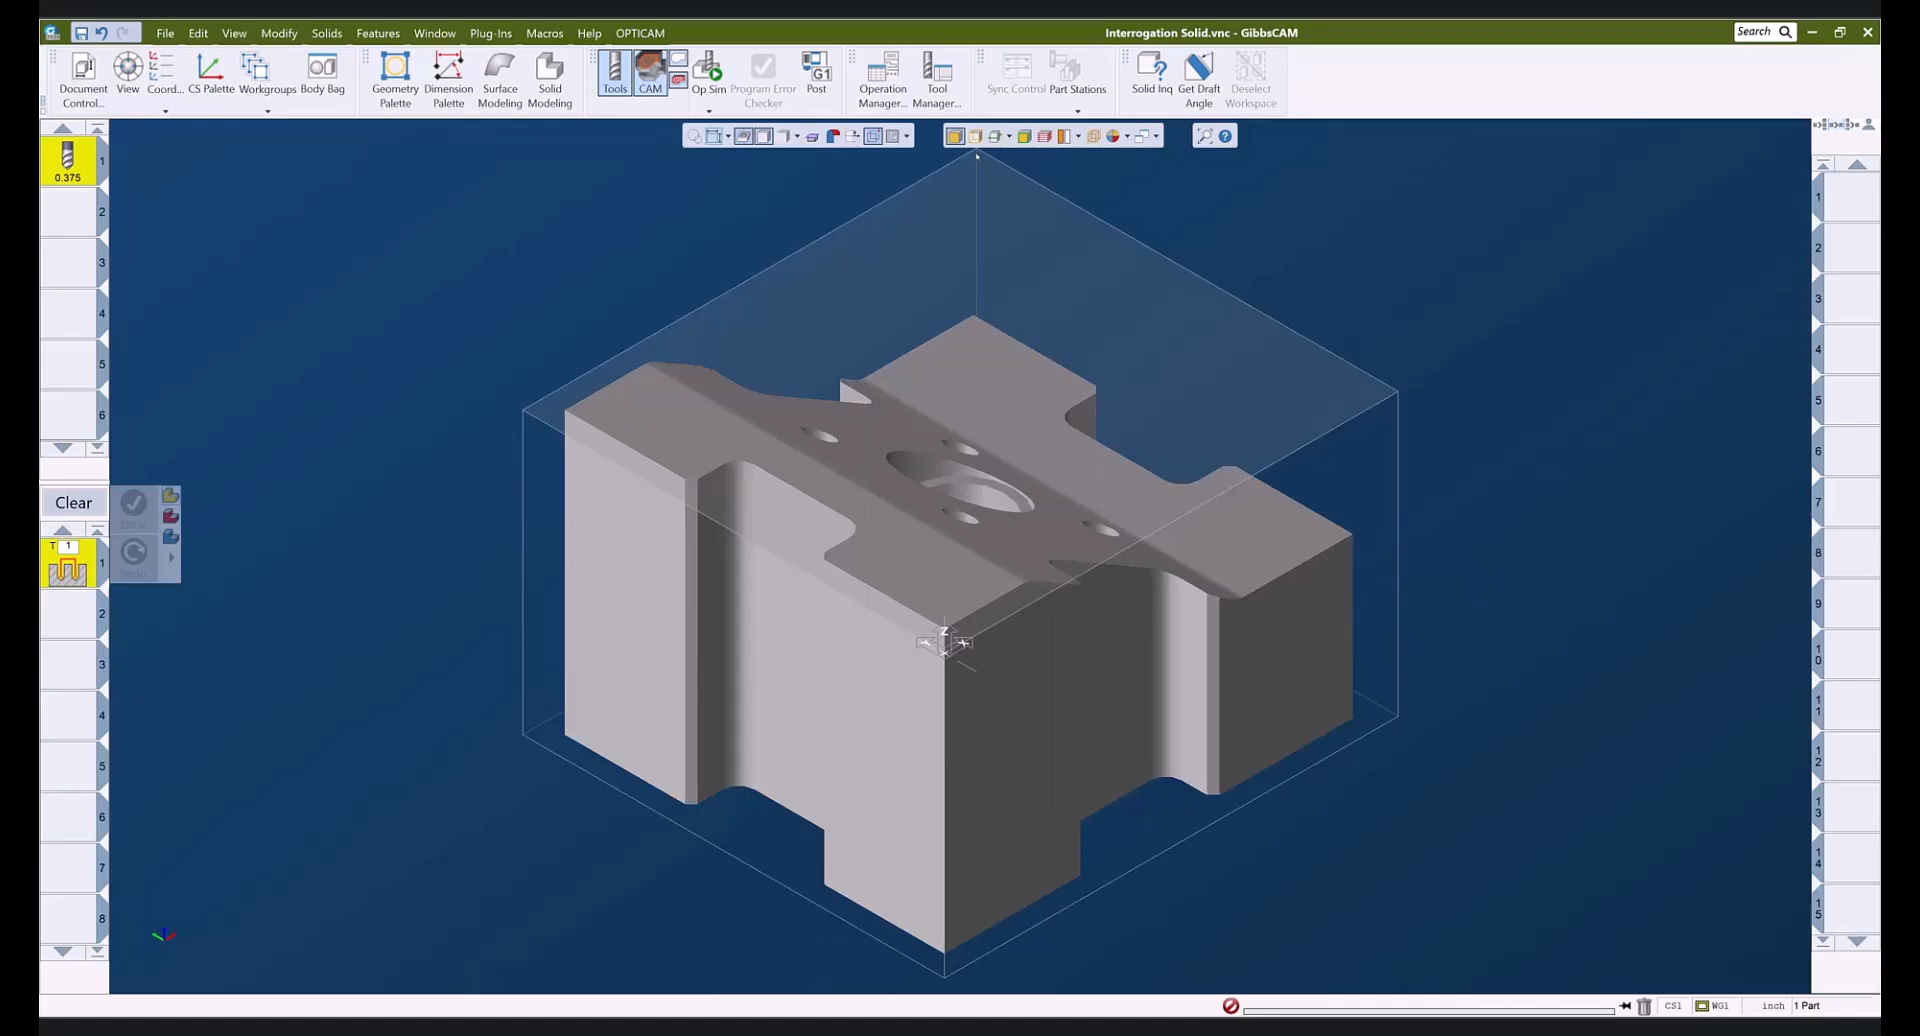 File Edit View Modify Solids Features Window Plug-Ins Macros Help OPTICAM
Interrogation Solid.vnc - GibbsCAM
Search
Document Control...
View
Coord...
CS Palette
Workgroups
Body Bag
Geometry Palette
Dimension Palette
Surface Modeling
Solid Modeling
Tools
CAM
Op Sim
Program Error Checker
G1
Post
Operation Manager...
Tool Manager...
Sync Control
Part Stations
Solid Inq
Get Draft Angle
Deselect Workspace
0.375
1
2
3
4
5
6
Clear
Do It
Redo
T 1
1
2
3
4
5
6
7
8
Z
1
2
3
4
5
6
7
8
9
10
11
12
13
14
15
CS1
WG1
inch
1 Part